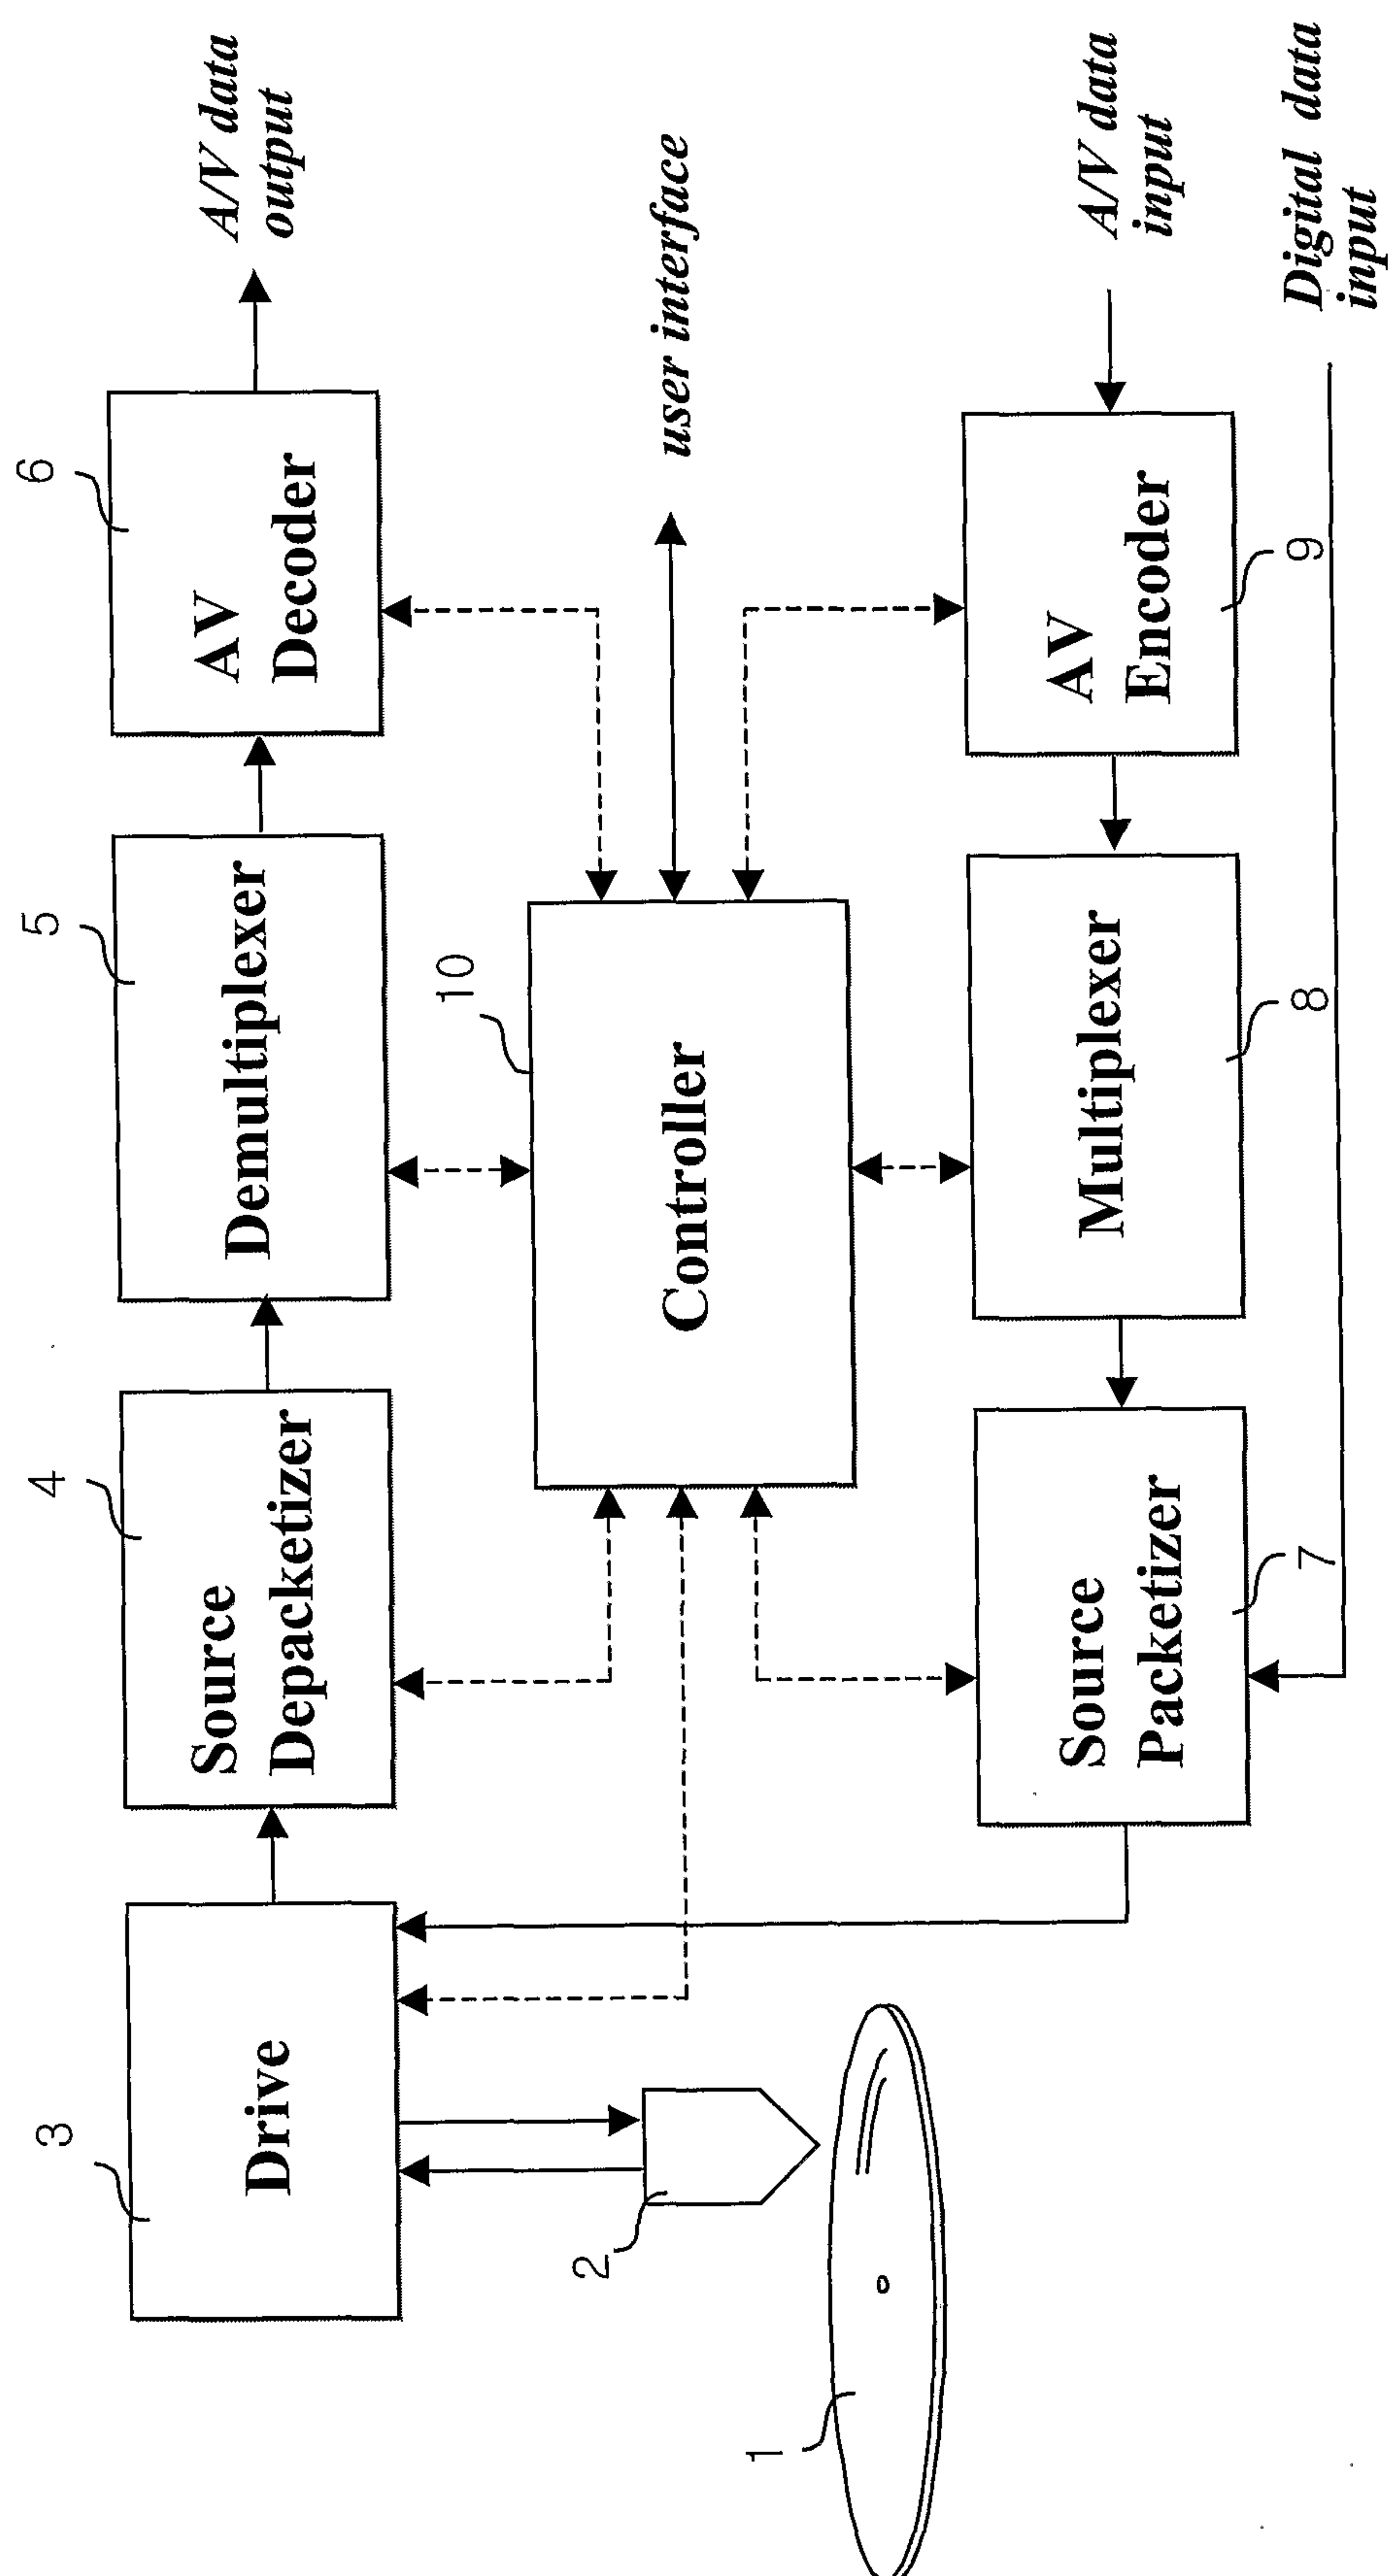 3
Drive
4
Source
Depacketizer
5
Demultiplexer
6
AV
Decoder
A/V data
output
2
1
10
Controller
user interface
Source
Packetizer
7
Multiplexer
8
AV
Encoder
9
A/V data
input
Digital data
input